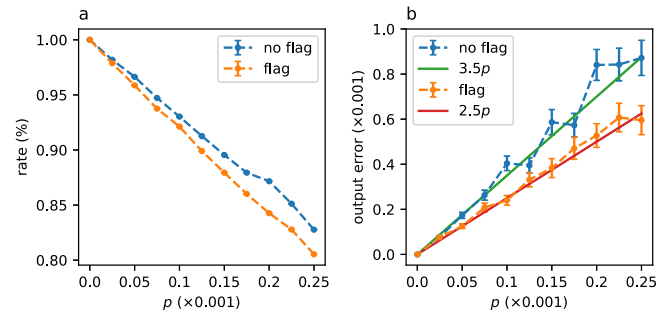 a
1.00
0.95
0.90
0.85
0.80
rate (%)
no flag
flag
0.0
0.05
0.1
0.15
0.2
0.25
p (×0.001)
b
1.0
0.8
0.6
0.4
0.2
0.0
output error (×0.001)
no flag
3.5p
flag
2.5p
0.0
0.05
0.1
0.15
0.2
0.25
p (×0.001)